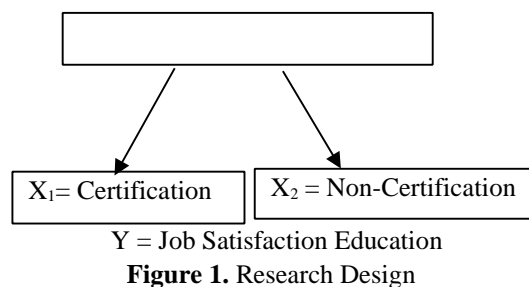 X₁= Certification
X₂ = Non-Certification
Y = Job Satisfaction Education
Figure 1. Research Design